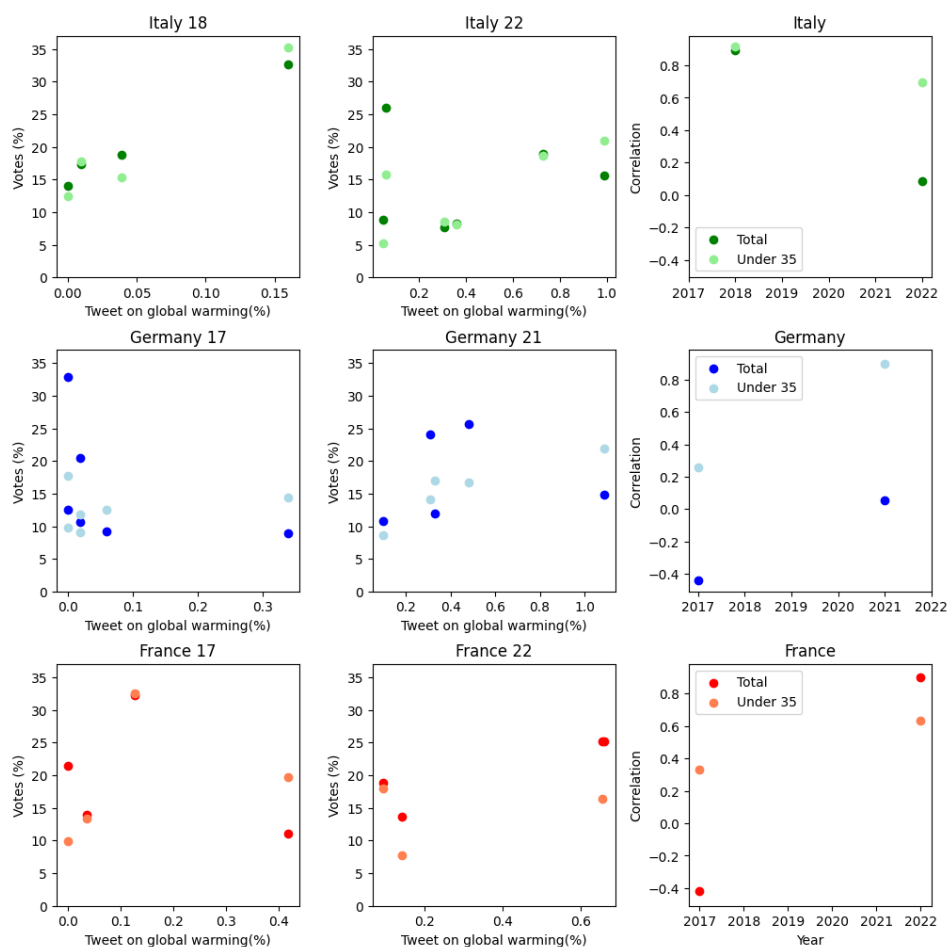 Italy 18
Italy 22
Italy
35
30
25
20
15
10
5
0
Votes (%)
0.00 0.05 0.10 0.15
Tweet on global warming(%)
35
30
25
20
15
10
5
0
Votes (%)
0.2 0.4 0.6 0.8 1.0
Tweet on global warming(%)
0.8
0.6
0.4
0.2
0.0
−0.2
−0.4
Correlation
Total
Under 35
2017 2018 2019 2020 2021 2022
Germany 17
Germany 21
Germany
35
30
25
20
15
10
5
0
Votes (%)
0.0 0.1 0.2 0.3
Tweet on global warming(%)
35
30
25
20
15
10
5
0
Votes (%)
0.2 0.4 0.6 0.8 1.0
Tweet on global warming(%)
0.8
0.6
0.4
0.2
0.0
−0.2
−0.4
Correlation
Total
Under 35
2017 2018 2019 2020 2021 2022
France 17
France 22
France
35
30
25
20
15
10
5
0
Votes (%)
0.0 0.1 0.2 0.3 0.4
Tweet on global warming(%)
35
30
25
20
15
10
5
0
Votes (%)
0.2 0.4 0.6
Tweet on global warming(%)
0.8
0.6
0.4
0.2
0.0
−0.2
−0.4
Correlation
Total
Under 35
2017 2018 2019 2020 2021 2022
Year